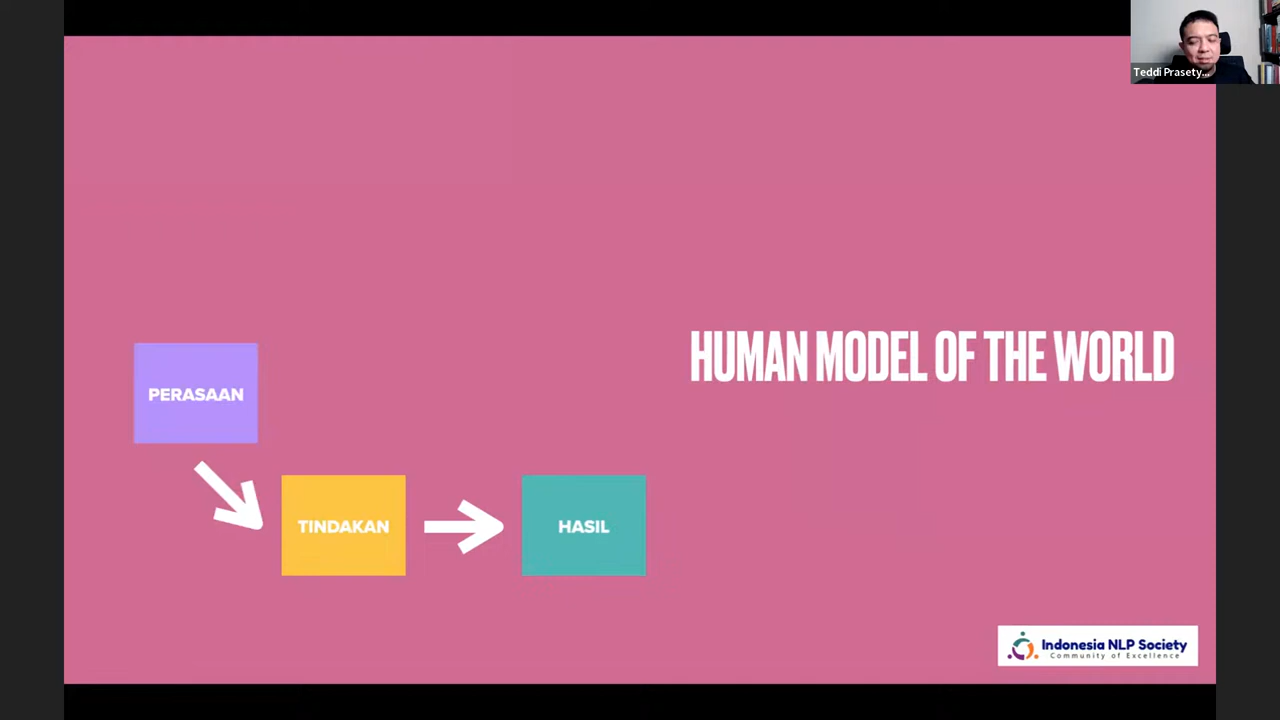 Teddi Prasety...
HUMAN MODEL OF THE WORLD
PERASAAN
TINDAKAN
HASIL
Indonesia NLP Society
Community of Excellence